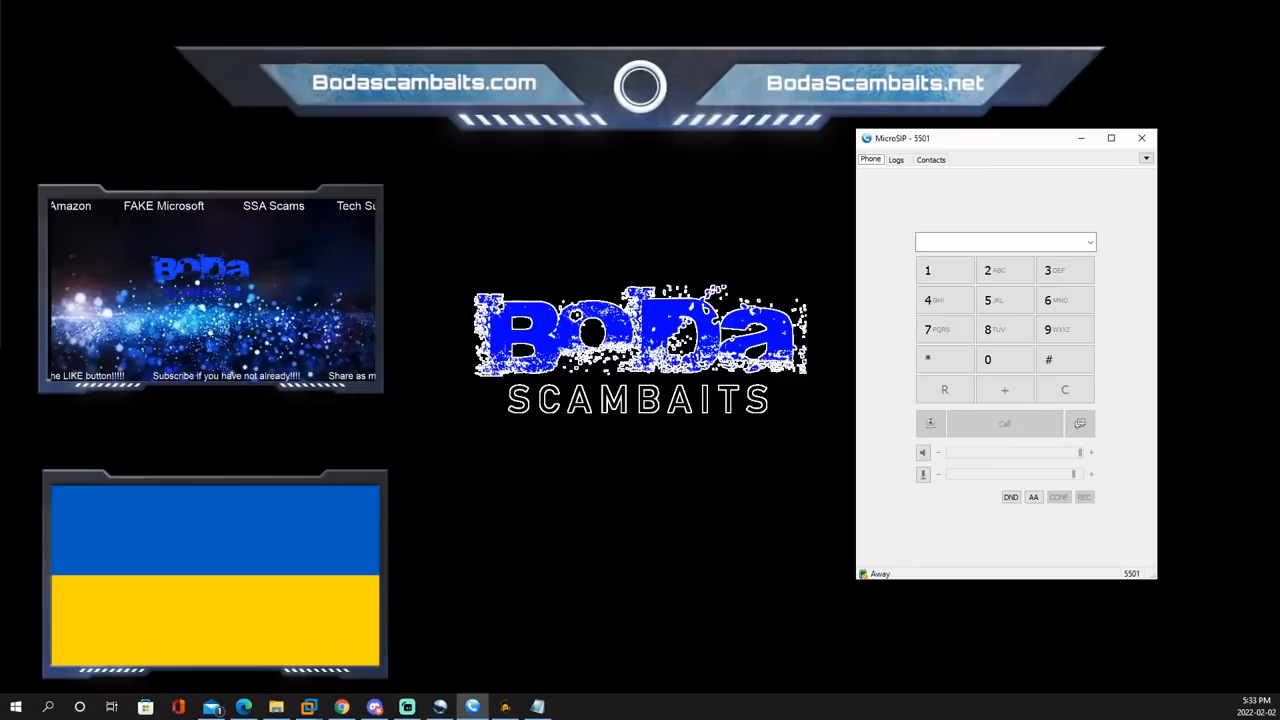 Bodascambaits.com
BodaScambaits.net
MicroSIP - 5501
Phone
Logs
Contacts
Amazon
FAKE Microsoft
SSA Scams
Tech Su
BoDa
he LIKE button!!!!!
Subscribe if you have not already!!!!
Share as m
BoDa
SCAMBAITS
1
2 ABC
3 DEF
4 GHI
5 JKL
6 MNO
7 PQRS
8 TUV
9 WXYZ
*
0
#
R
+
C
Call
- +
- +
DND
AA
CONF
REC
Away
5501
1
5:33 PM
2022-02-02